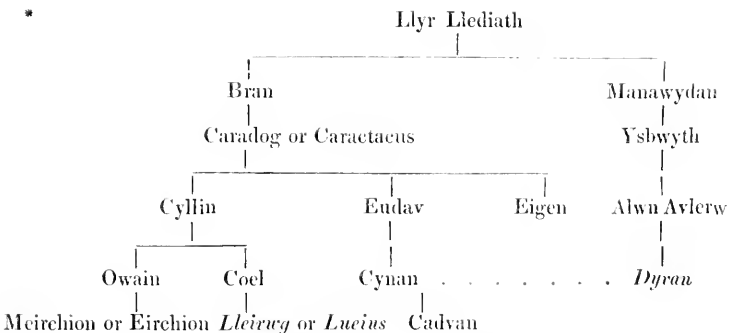 *
Llyr Llediath
Bran Manawydan
Caradog or Caractacus Ysbwyth
Cyllin Eudav Eigen Alwn Avlerw
Owain Coel Cynan . . . . . . . . Dyran
Meirchion or Eirchion Lleirwg or Lucius Cadvan